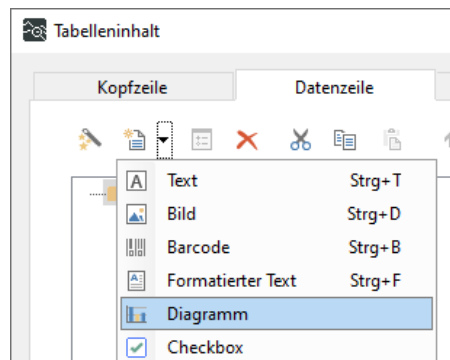 Tabelleninhalt
Kopfzeile Datenzeile
Text Strg+T
Bild Strg+D
Barcode Strg+B
Formatierter Text Strg+F
Diagramm
Checkbox